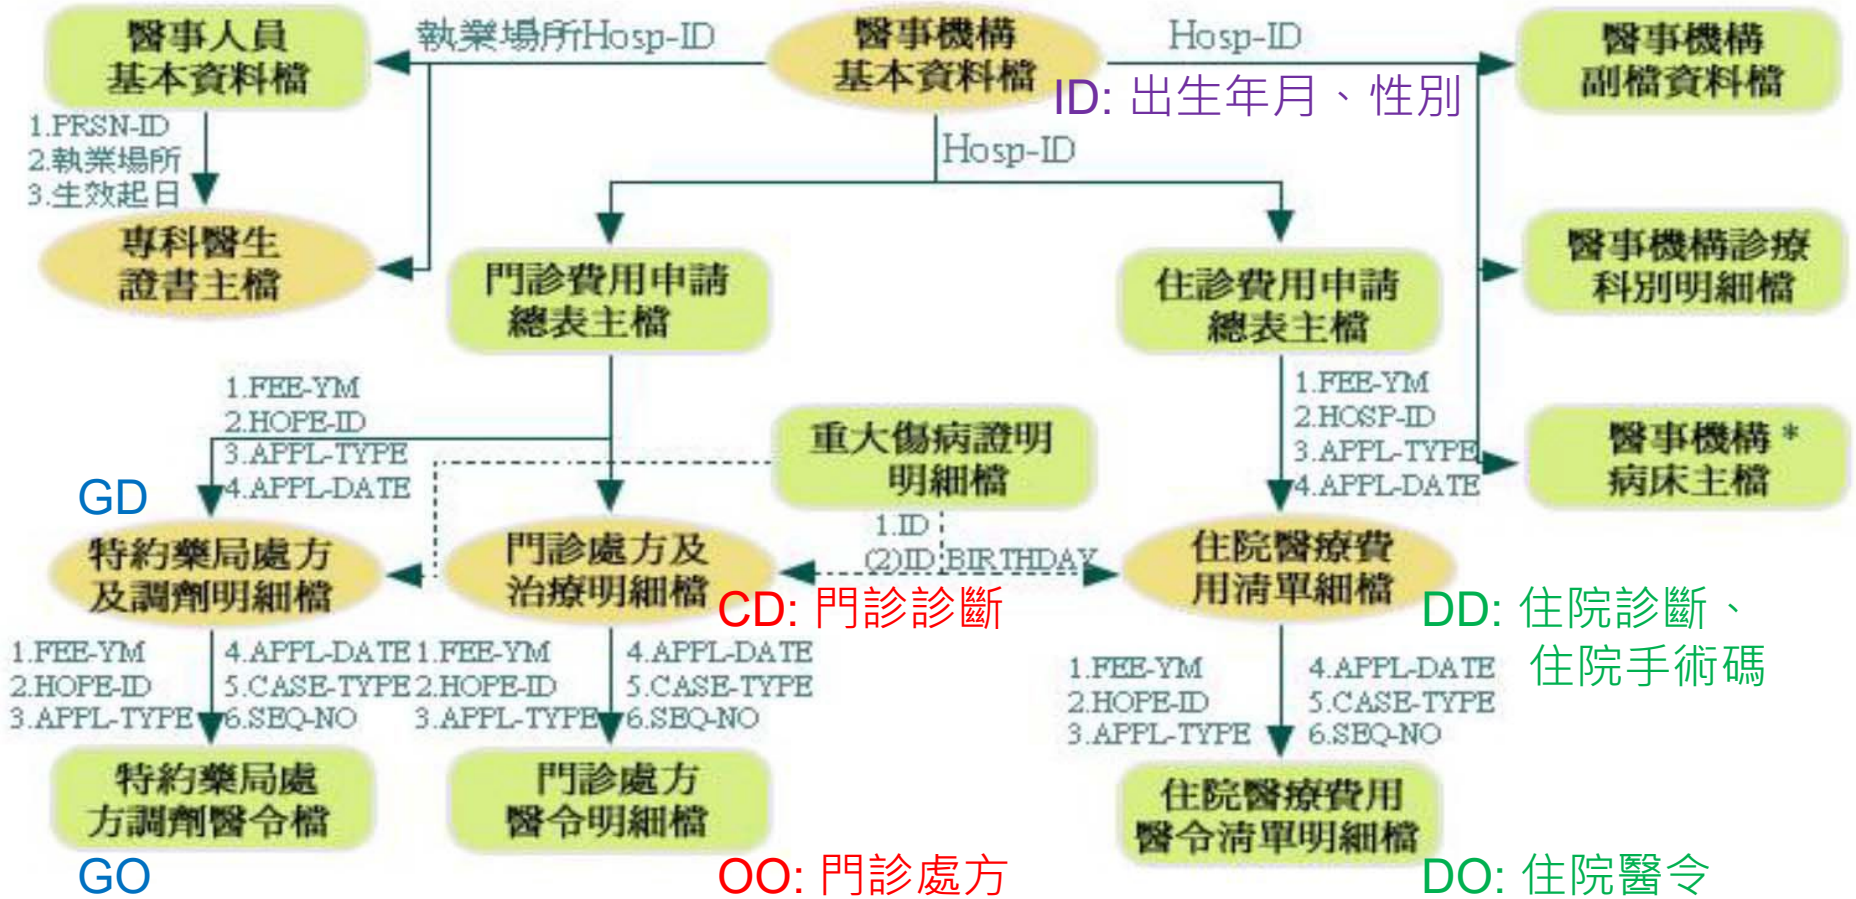 醫事人員
基本資料檔
執業場所Hosp-ID
醫事機構
基本資料檔
Hosp-ID
醫事機構
副檔資料檔
ID: 出生年月、性別
1.PRSN-ID
2.執業場所
3.生效起日
Hosp-ID
專科醫生
證書主檔
門診費用申請
總表主檔
住診費用申請
總表主檔
醫事機構診療
科別明細檔
1.FEE-YM
2.HOPE-ID
3.APPL-TYPE
4.APPL-DATE
重大傷病證明
明細檔
1.FEE-YM
2.HOSP-ID
3.APPL-TYPE
4.APPL-DATE
醫事機構 *
病床主檔
GD
特約藥局處方
及調劑明細檔
門診處方及
治療明細檔
1.ID
(2)ID BIRTHDAY
住院醫療費
用清單細檔
CD: 門診診斷
DD: 住院診斷、
住院手術碼
1.FEE-YM
2.HOPE-ID
3.APPL-TYPE
4.APPL-DATE
5.CASE-TYPE
6.SEQ-NO
1.FEE-YM
2.HOPE-ID
3.APPL-TYPE
4.APPL-DATE
5.CASE-TYPE
6.SEQ-NO
1.FEE-YM
2.HOPE-ID
3.APPL-TYPE
4.APPL-DATE
5.CASE-TYPE
6.SEQ-NO
特約藥局處
方調劑醫令檔
門診處方
醫令明細檔
住院醫療費用
醫令清單明細檔
GO
OO: 門診處方
DO: 住院醫令